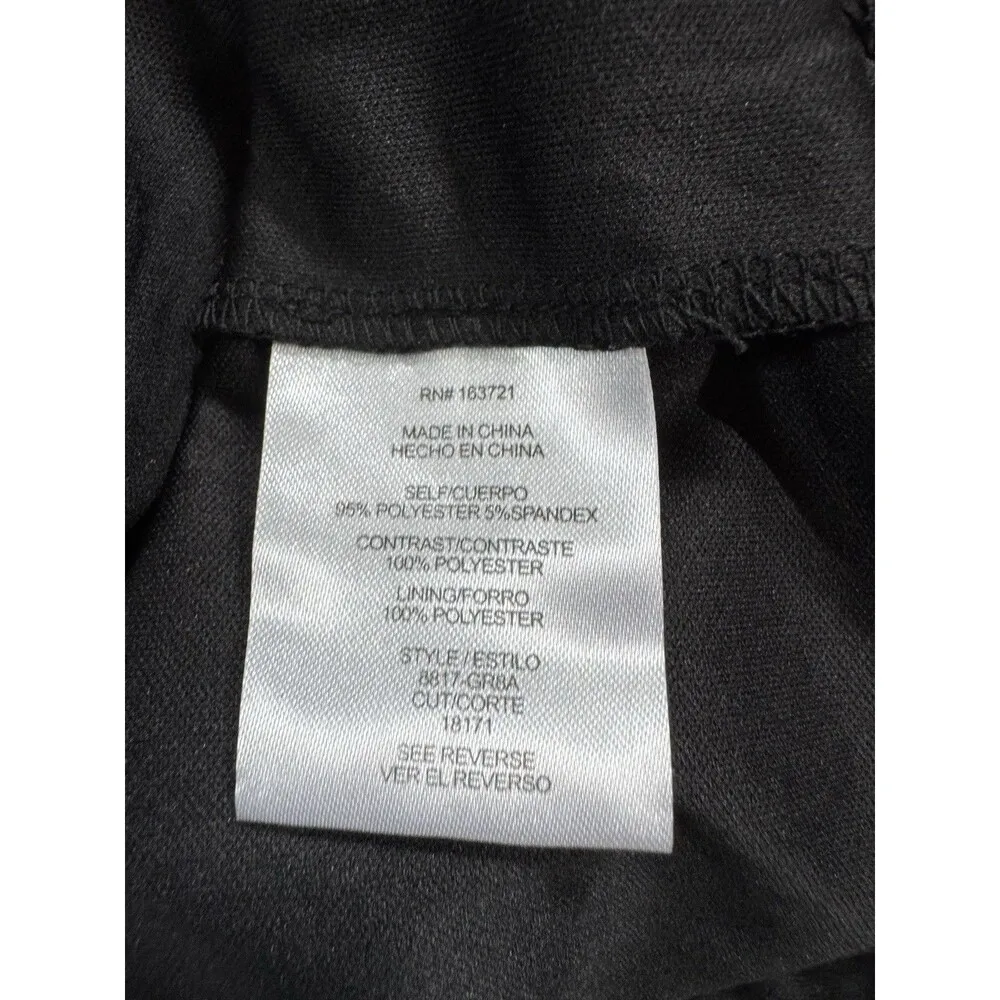 RN# 163721
MADE IN CHINA
HECHO EN CHINA
SELF/CUERPO
95% POLYESTER 5%SPANDEX
CONTRAST/CONTRASTE
100% POLYESTER
LINING/FORRO
100% POLYESTER
STYLE / ESTILO
8817-GR8A
CUT/CORTE
18171
SEE REVERSE
VER EL REVERSO